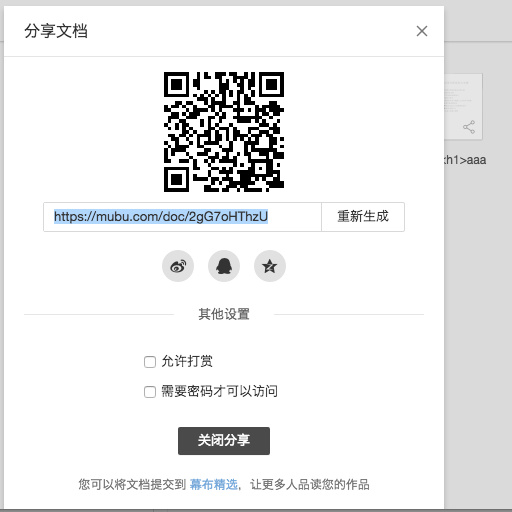 分享文档
https://mubu.com/doc/2gG7oHThzU
重新生成
:h1>aaa
其他设置
允许打赏
需要密码才可以访问
关闭分享
您可以将文档提交到 幕布精选，让更多人品读您的作品